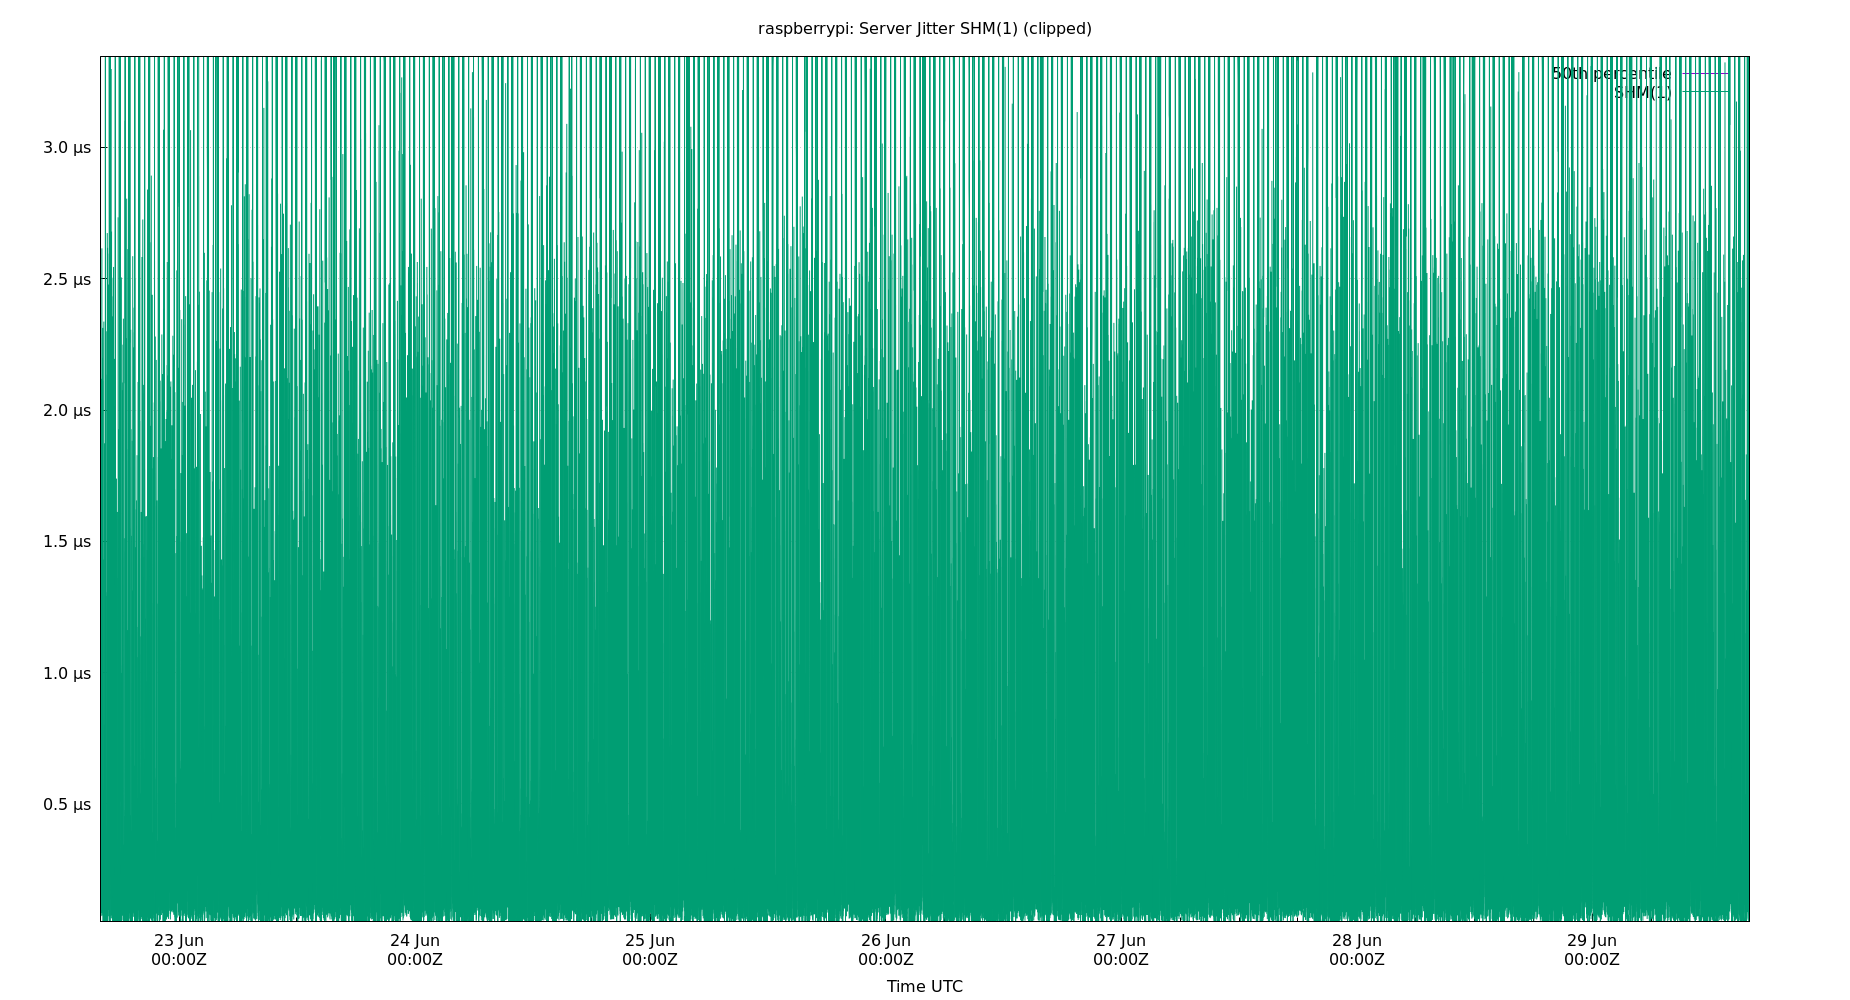 raspberrypi: Server Jitter SHM(1) (clipped)
50th percentile
SHM(1)
3.0 µs
2.5 µs
2.0 µs
1.5 µs
1.0 µs
0.5 µs
23 Jun 24 Jun 25 Jun 26 Jun 27 Jun 28 Jun 29 Jun
00:00Z 00:00Z 00:00Z 00:00Z 00:00Z 00:00Z 00:00Z
Time UTC